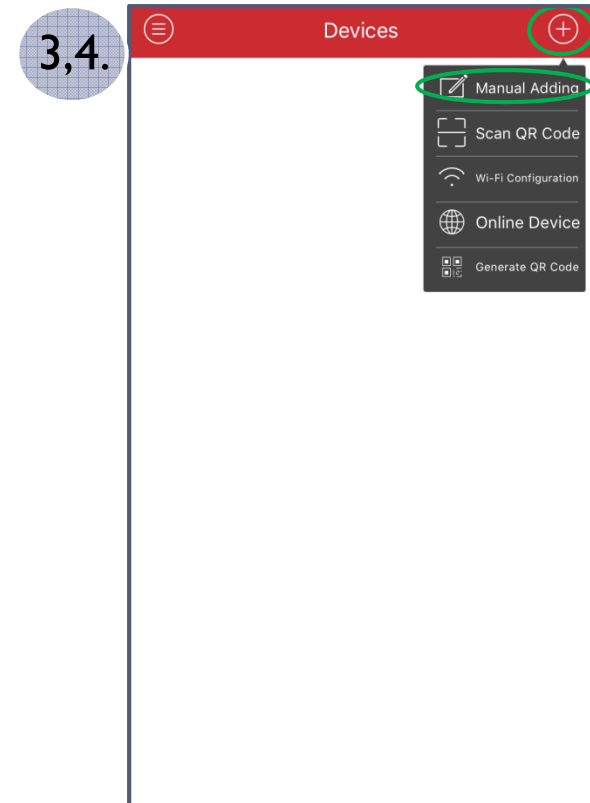 3,4.
Devices
Manual Adding
Scan QR Code
Wi-Fi Configuration
Online Device
Generate QR Code